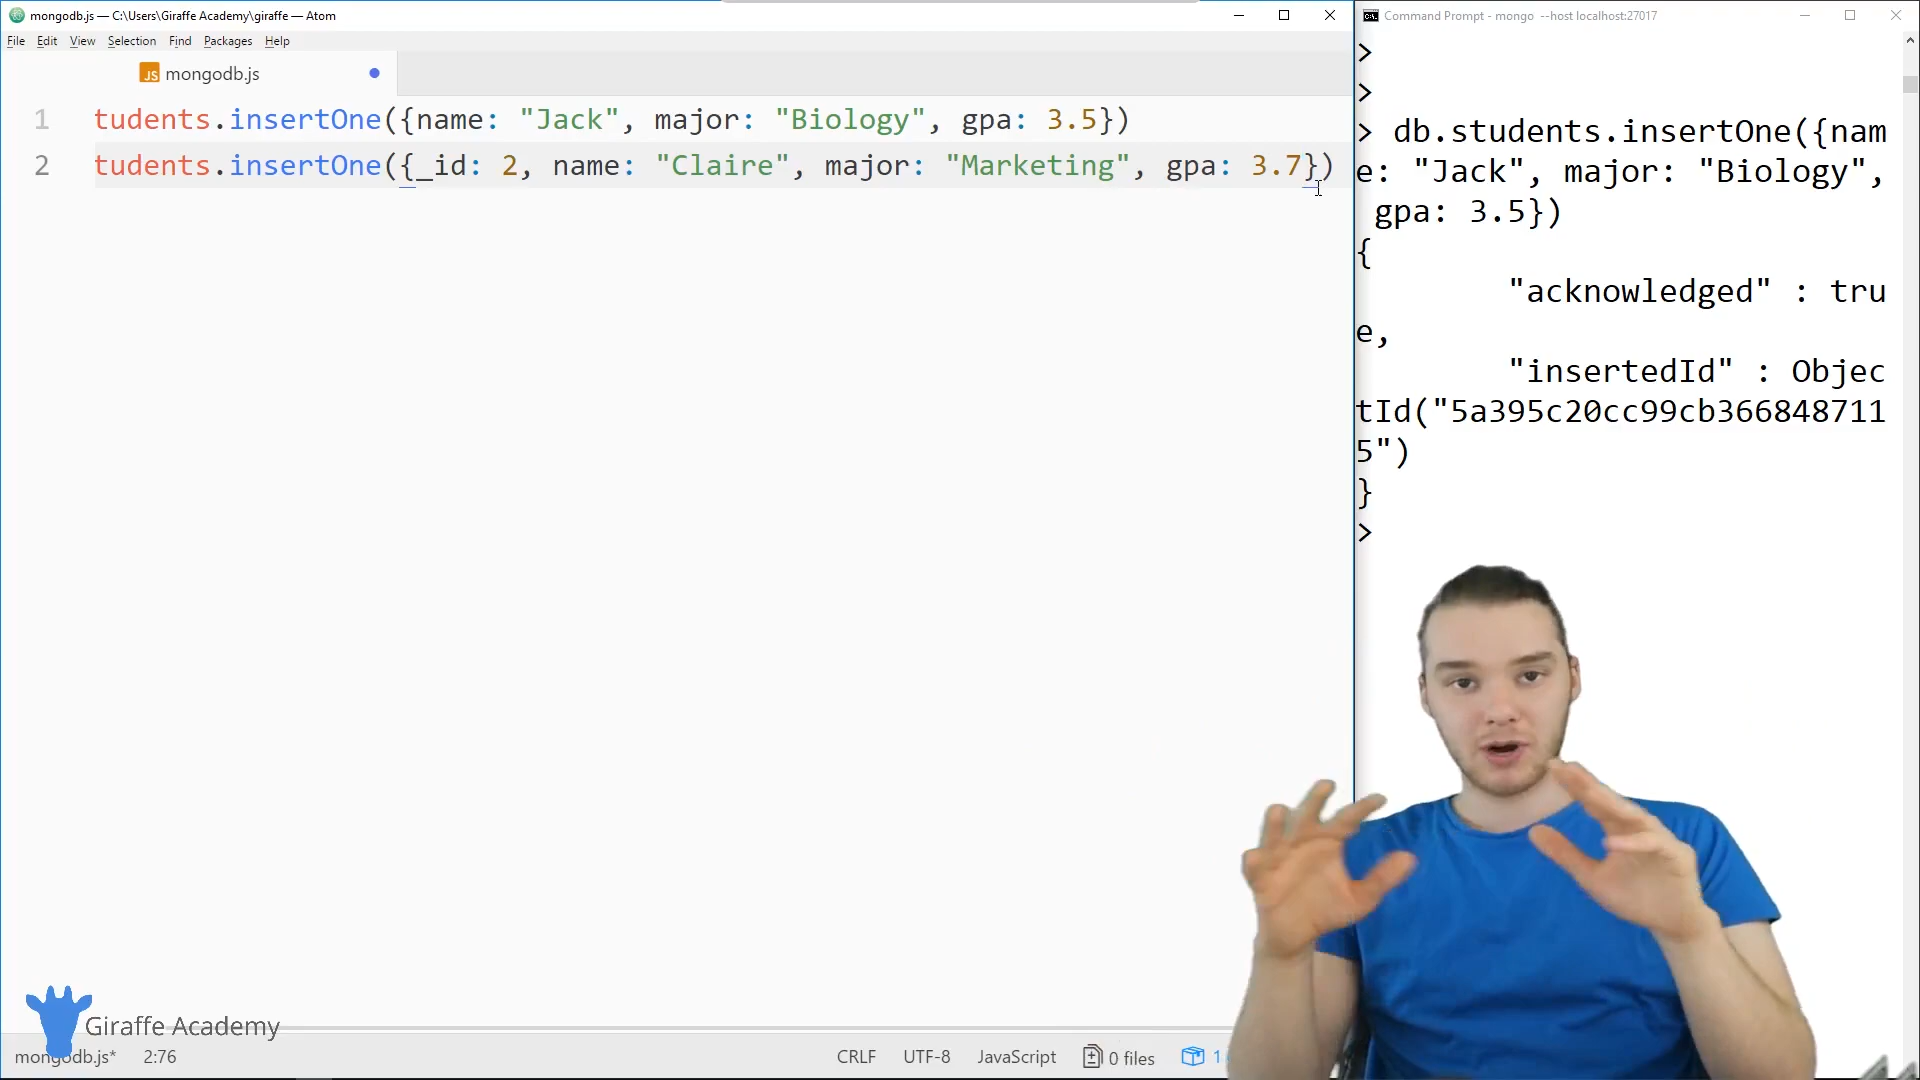 mongodb.js — C:\Users\Giraffe Academy\giraffe — Atom
File Edit View Selection Find Packages Help
JS mongodb.js
1 tudents.insertOne({name: "Jack", major: "Biology", gpa: 3.5})
2 tudents.insertOne({_id: 2, name: "Claire", major: "Marketing", gpa: 3.7})
Giraffe Academy
mongodb.js* 2:76 CRLF UTF-8 JavaScript 0 files 1
Command Prompt - mongo --host localhost:27017
>
>
> db.students.insertOne({nam
e: "Jack", major: "Biology",
gpa: 3.5})
{
"acknowledged" : tru
e,
"insertedId" : Objec
tId("5a395c20cc99cb366848711
5")
}
>